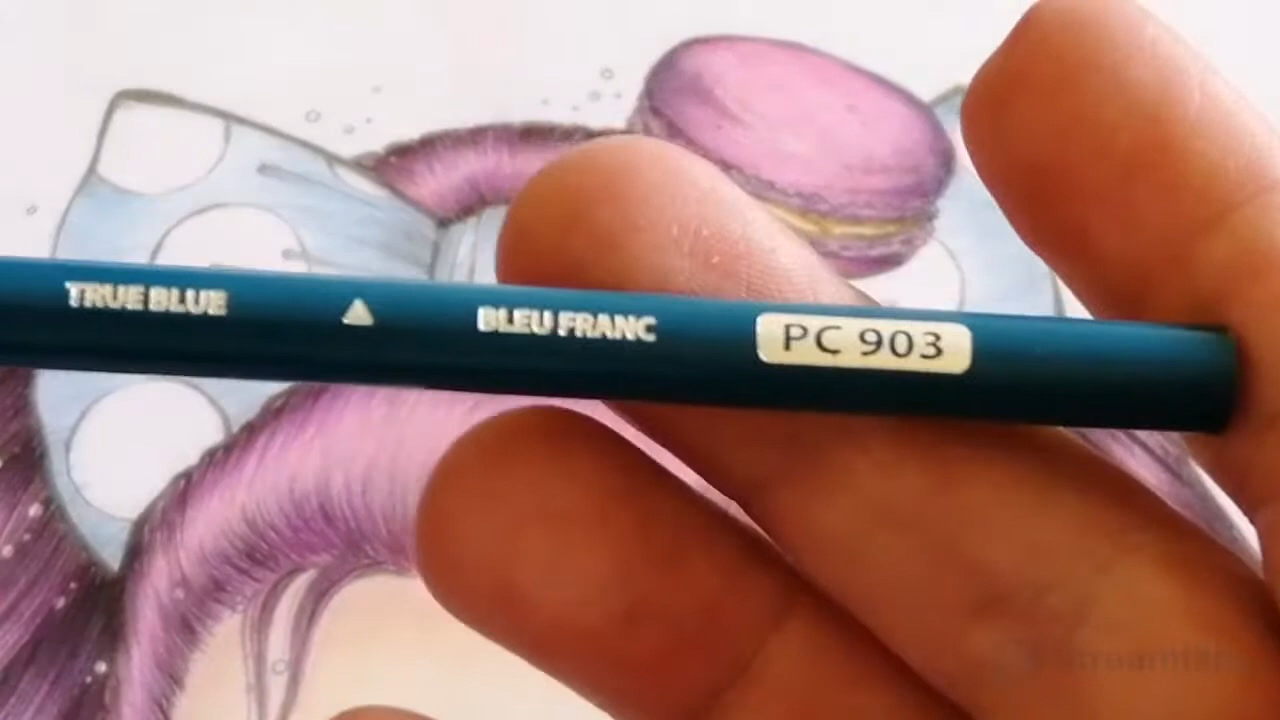 TRUE BLUE ▲ BLEU FRANC PC 903